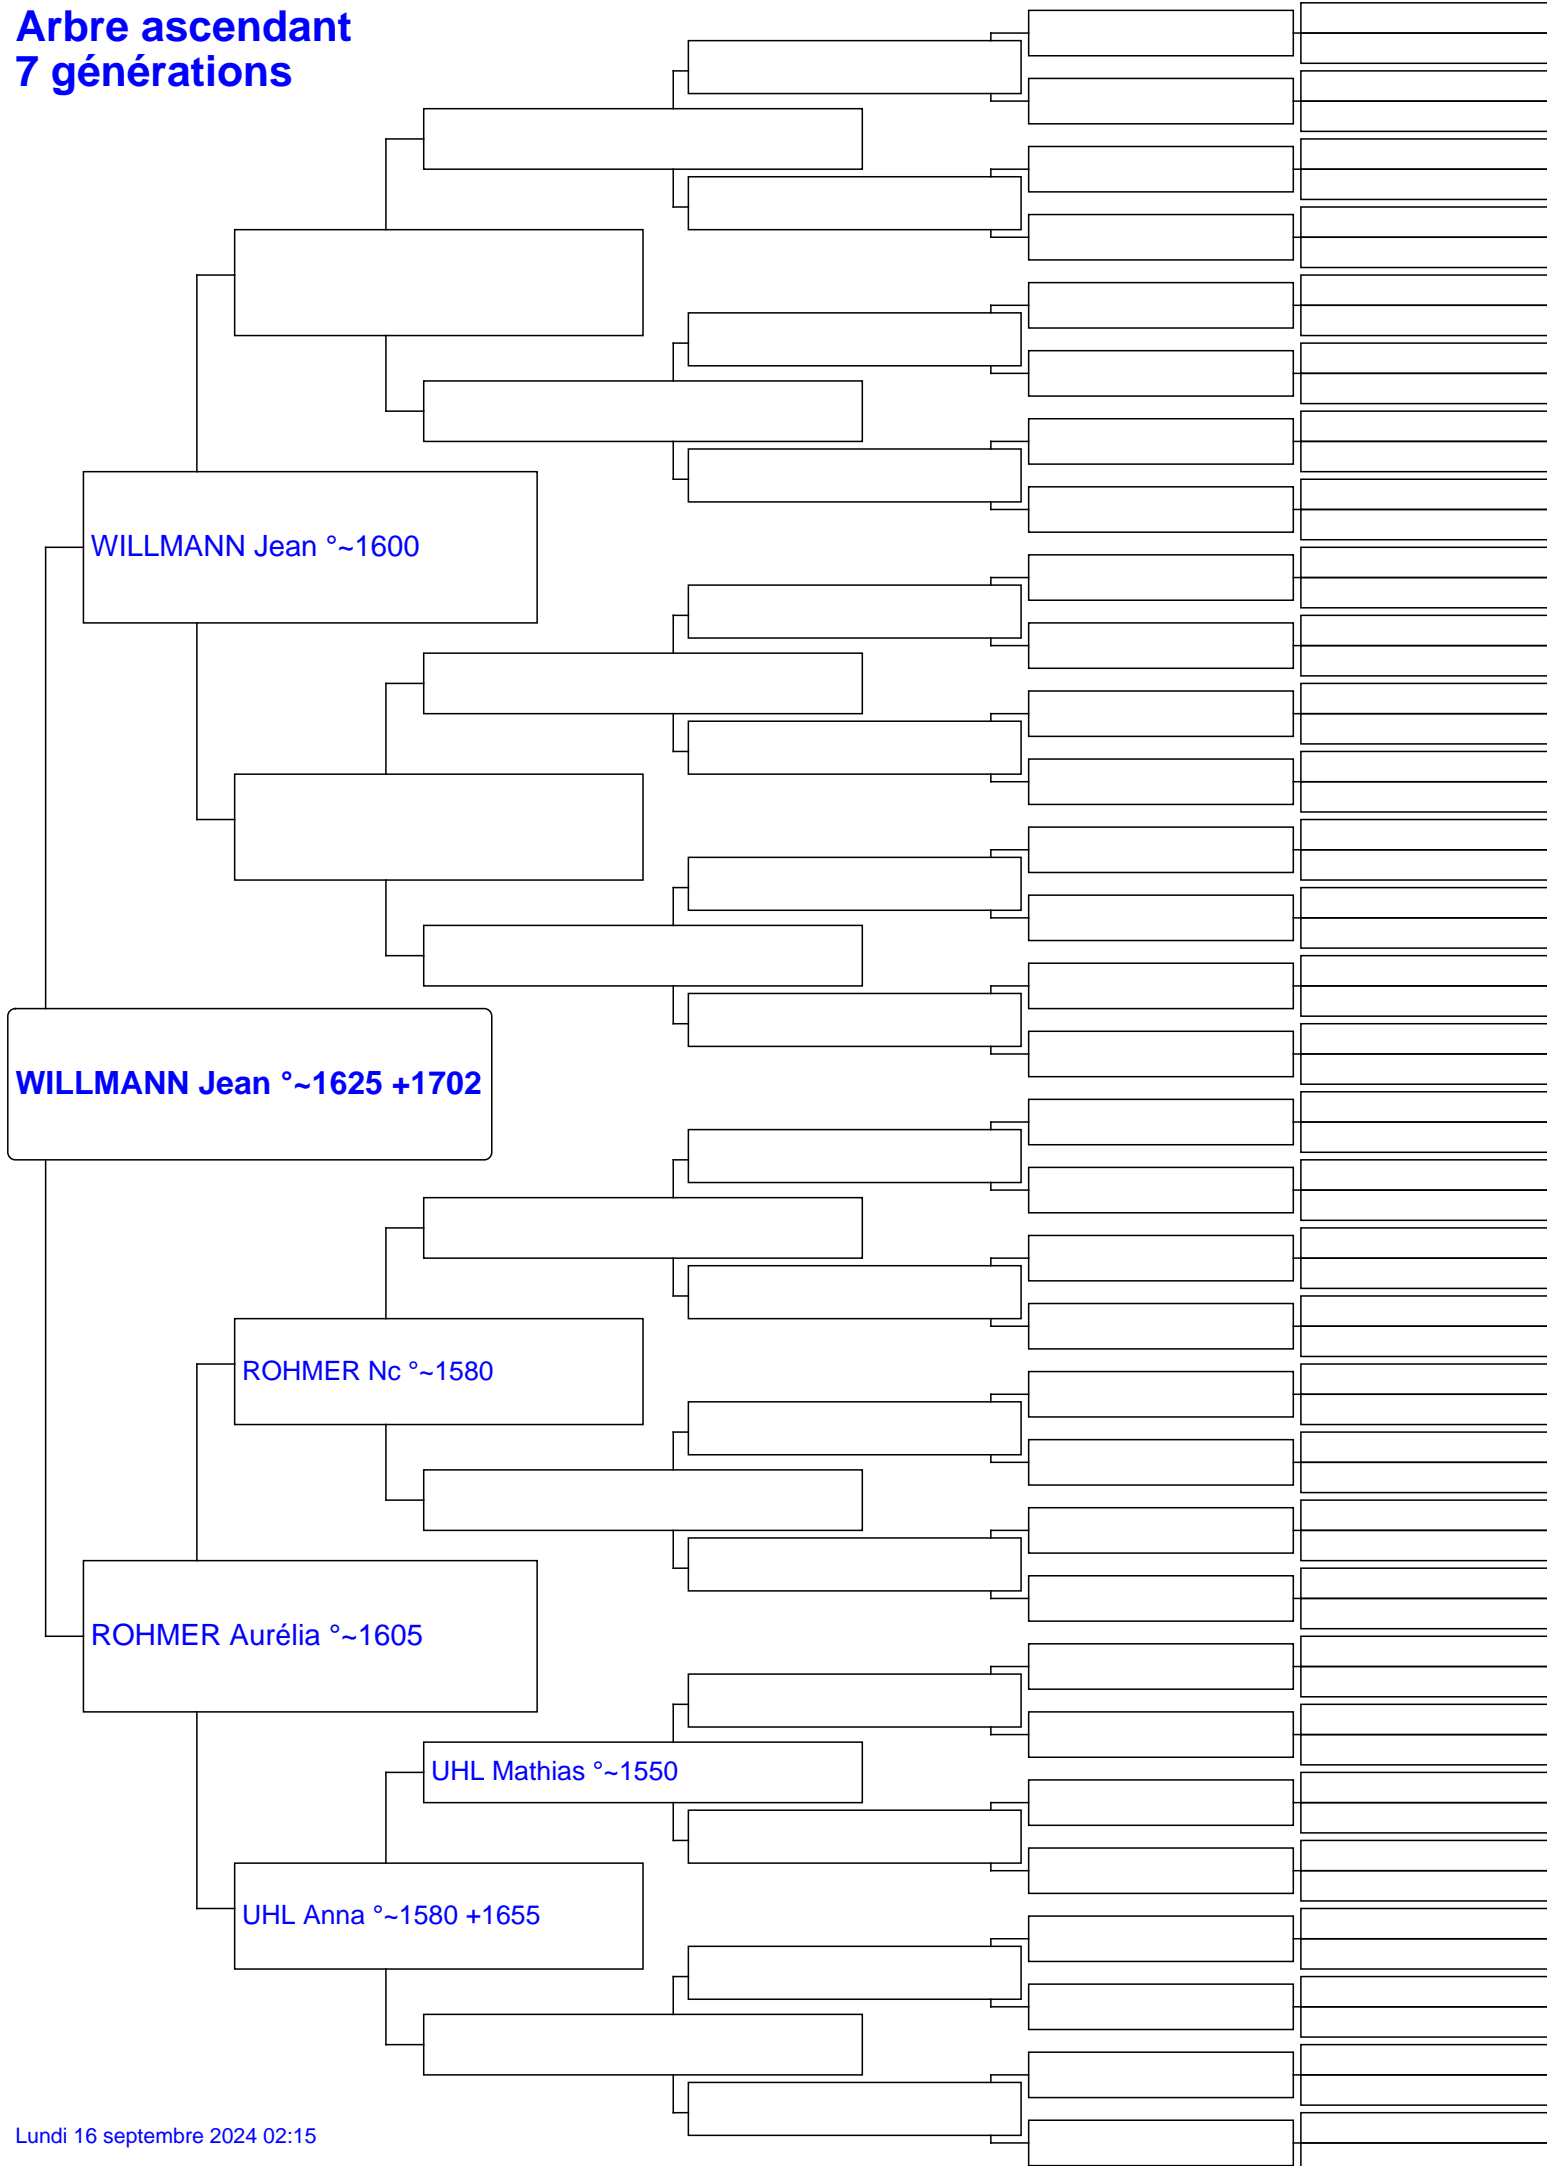 Arbre ascendant
7 générations
WILLMANN Jean °~1600
WILLMANN Jean °~1625 +1702
ROHMER Nc °~1580
ROHMER Aurélia °~1605
UHL Mathias °~1550
UHL Anna °~1580 +1655
Lundi 16 septembre 2024 02:15